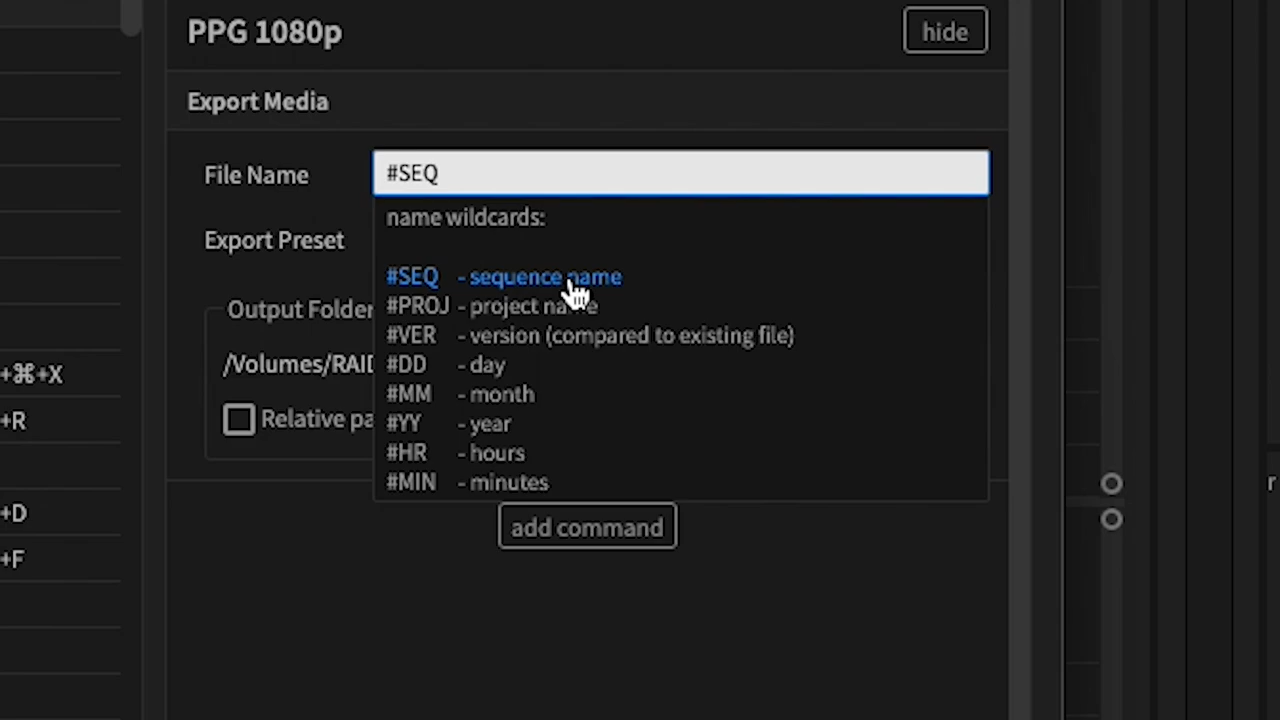 PPG 1080p
hide
Export Media
File Name
#SEQ
name wildcards:
Export Preset
#SEQ - sequence name
#PROJ - project name
Output Folder
#VER - version (compared to existing file)
/Volumes/RAID
#DD - day
+⌘+X
#MM - month
Relative pa
+R
#YY - year
#HR - hours
#MIN - minutes
r
+D
add command
+F